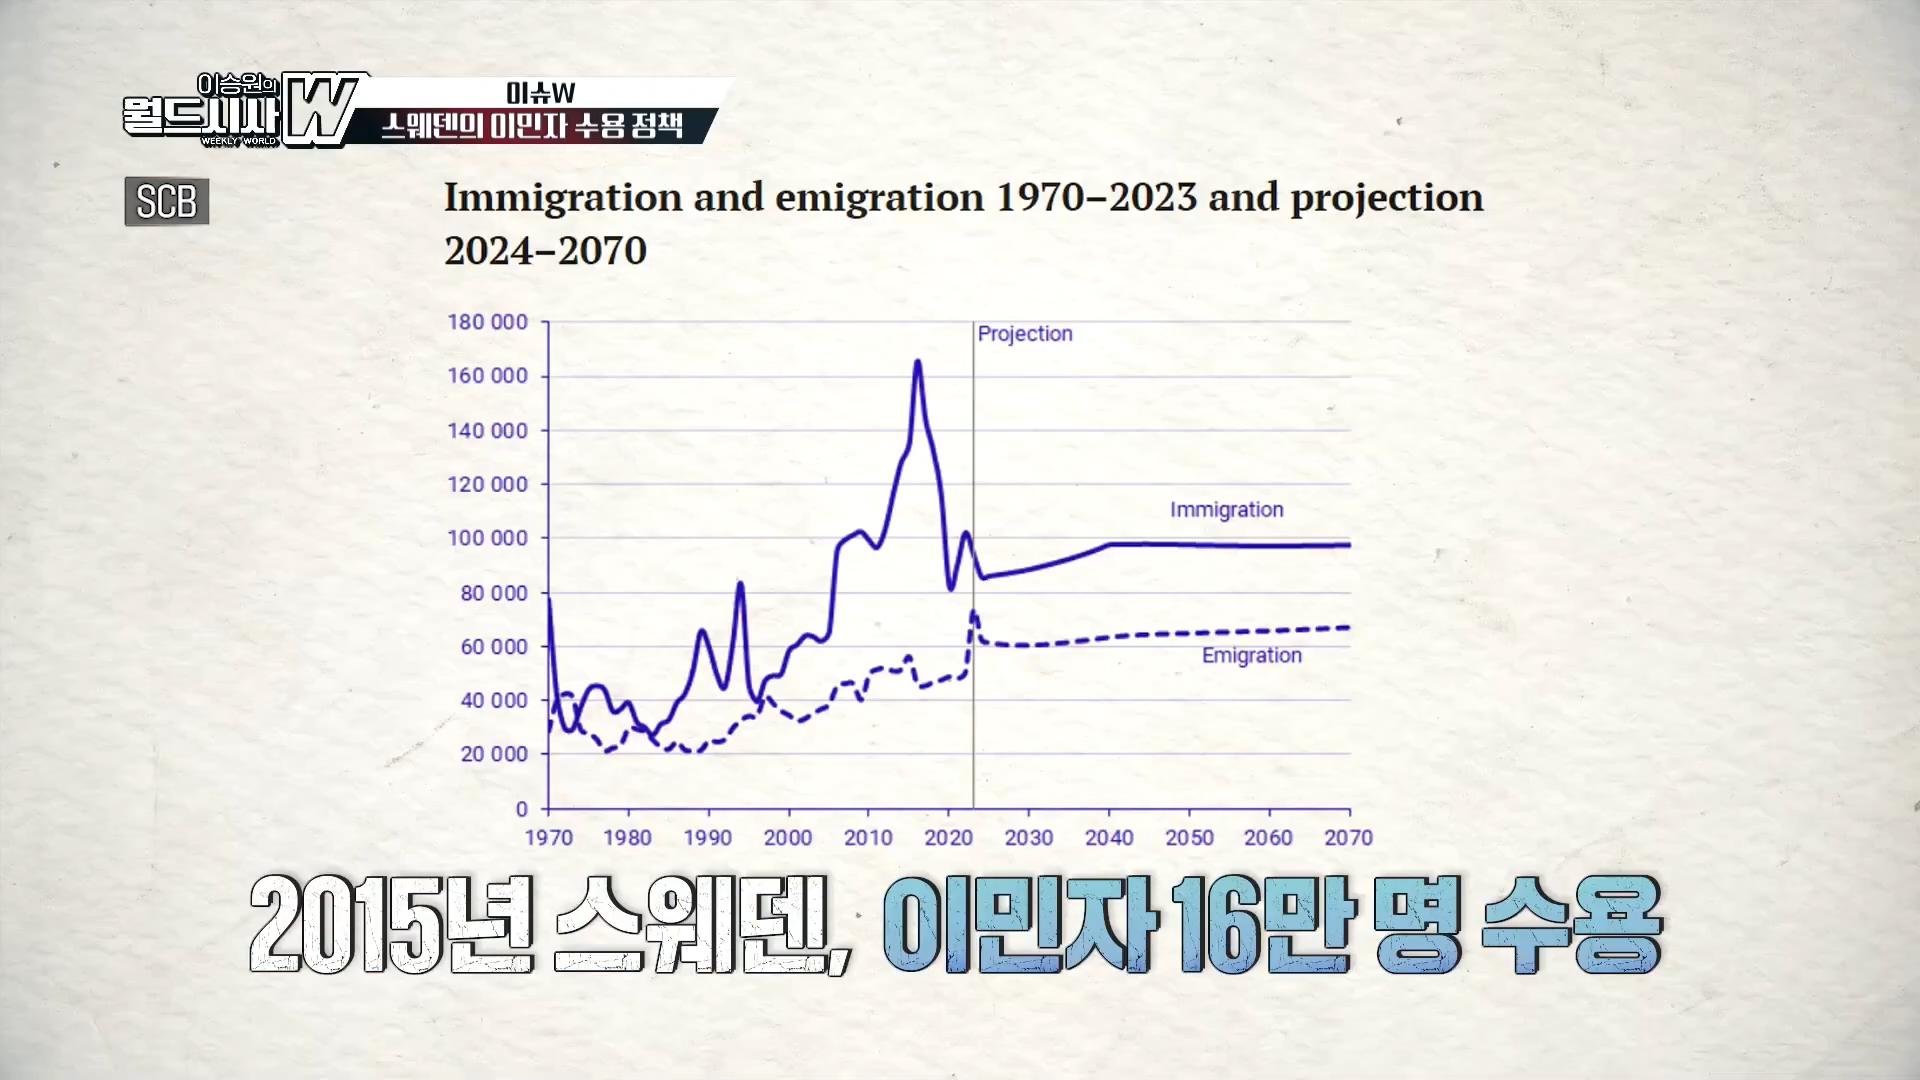 이승원의
월드시사 W
WEEKLY WORLD
이슈W
스웨덴의 이민자 수용 정책
SCB
Immigration and emigration 1970–2023 and projection
2024–2070
180 000
Projection
160 000
140 000
120 000
Immigration
100 000
80 000
60 000
Emigration
40 000
20 000
0
1970 1980 1990 2000 2010 2020 2030 2040 2050 2060 2070
2015년 스웨덴, 이민자 16만 명 수용